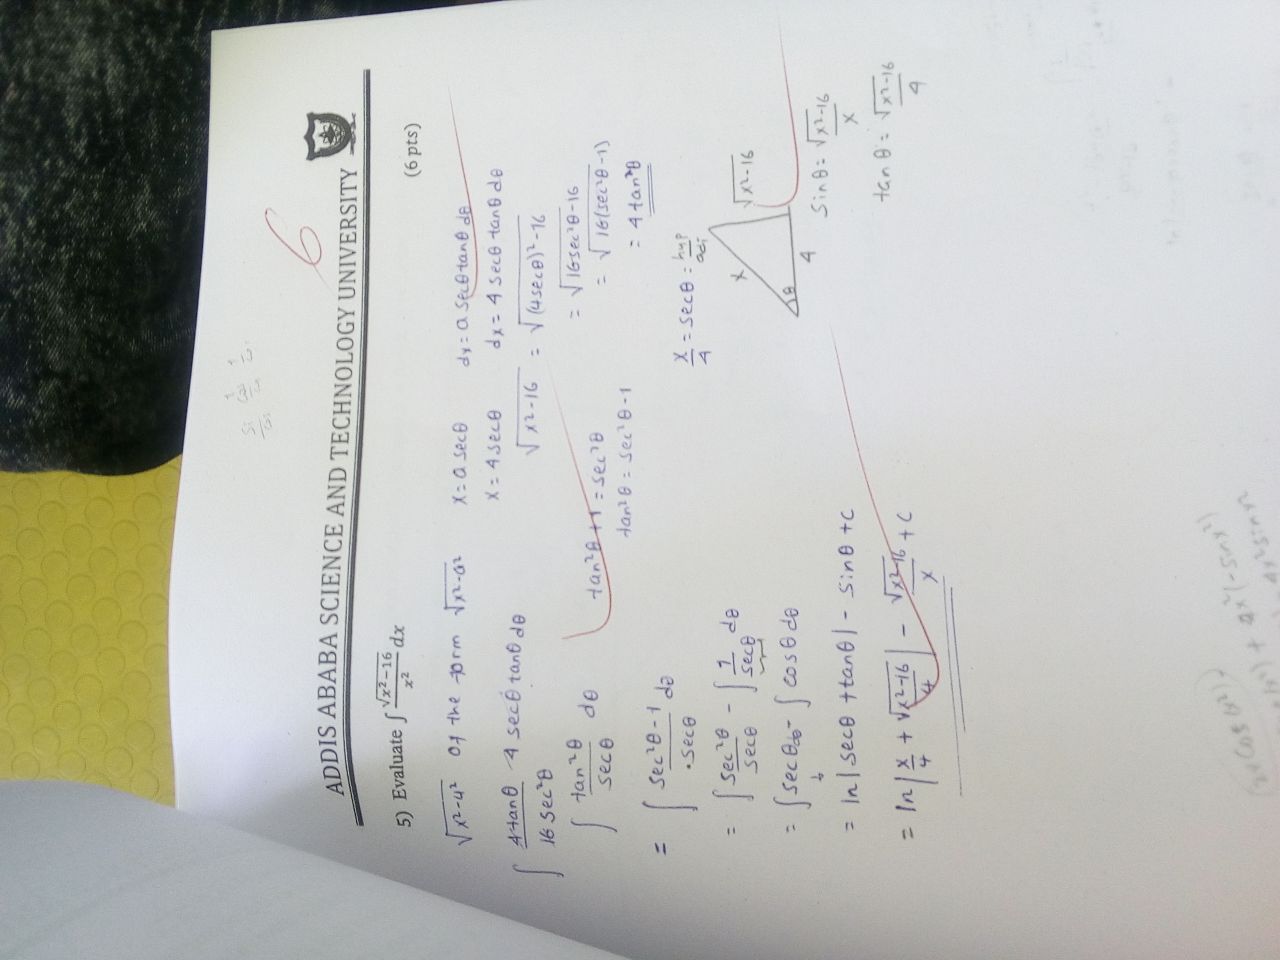 6
ADDIS ABABA SCIENCE AND TECHNOLOGY UNIVERSITY
5) Evaluate ∫ √(x²-16) / x² dx (6 pts)
√(x²-4²) Of the form √(x²-a²) x = a secθ dx = a secθ tanθ dθ
x = 4 secθ dx = 4 secθ tanθ dθ
∫ 4 tanθ / 16 sec²θ · 4 secθ tanθ dθ
√(x²-16) = √((4secθ)²-16)
= √(16sec²θ-16)
∫ tan²θ / secθ dθ
tan²θ + 1 = sec²θ
= √(16(sec²θ-1))
tan²θ = sec²θ - 1
= 4 tanθ
= ∫ (sec²θ - 1) / secθ dθ
x/4 = secθ = hyp/adj
= ∫ sec²θ / secθ - ∫ 1 / secθ dθ
x √(x²-16)
θ 4
= ∫ secθ dθ - ∫ cosθ dθ
sinθ = √(x²-16) / x
= ln|secθ + tanθ| - sinθ + c
tanθ = √(x²-16) / 4
= ln|x/4 + √(x²-16)/4| - √(x²-16)/x + c